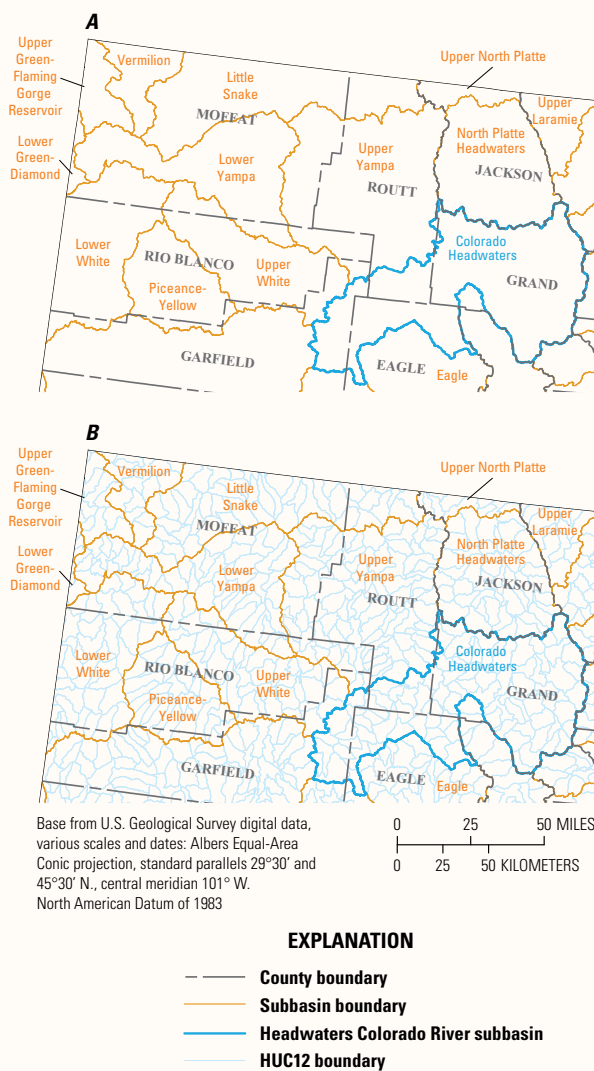 A
Upper
Green-
Flaming
Gorge
Reservoir
Vermilion
Little
Snake
MOFFAT
Upper North Platte
Upper
Laramie
North Platte
Headwaters
JACKSON
Lower
Green-
Diamond
Lower
Yampa
Upper
Yampa
ROUTT
Lower
White
RIO BLANCO
Upper
White
Piceance-
Yellow
Colorado
Headwaters
GRAND
GARFIELD
EAGLE
Eagle
B
Upper
Green-
Flaming
Gorge
Reservoir
Vermilion
Little
Snake
MOFFAT
Upper North Platte
Upper
Laramie
North Platte
Headwaters
JACKSON
Lower
Green-
Diamond
Lower
Yampa
Upper
Yampa
ROUTT
Lower
White
RIO BLANCO
Upper
White
Piceance-
Yellow
Colorado
Headwaters
GRAND
GARFIELD
EAGLE
Eagle
Base from U.S. Geological Survey digital data,
various scales and dates: Albers Equal-Area
Conic projection, standard parallels 29°30′ and
45°30′ N., central meridian 101° W.
North American Datum of 1983
0 25 50 MILES
0 25 50 KILOMETERS
EXPLANATION
County boundary
Subbasin boundary
Headwaters Colorado River subbasin
HUC12 boundary